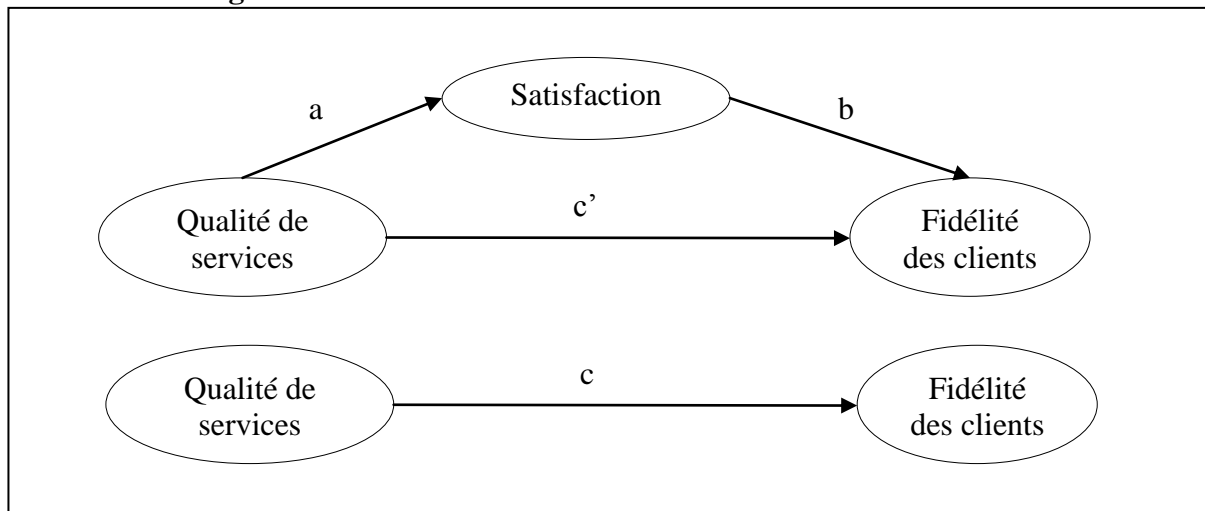 Satisfaction
a
b
c’
Qualité de
services
Fidélité
des clients
c
Qualité de
services
Fidélité
des clients